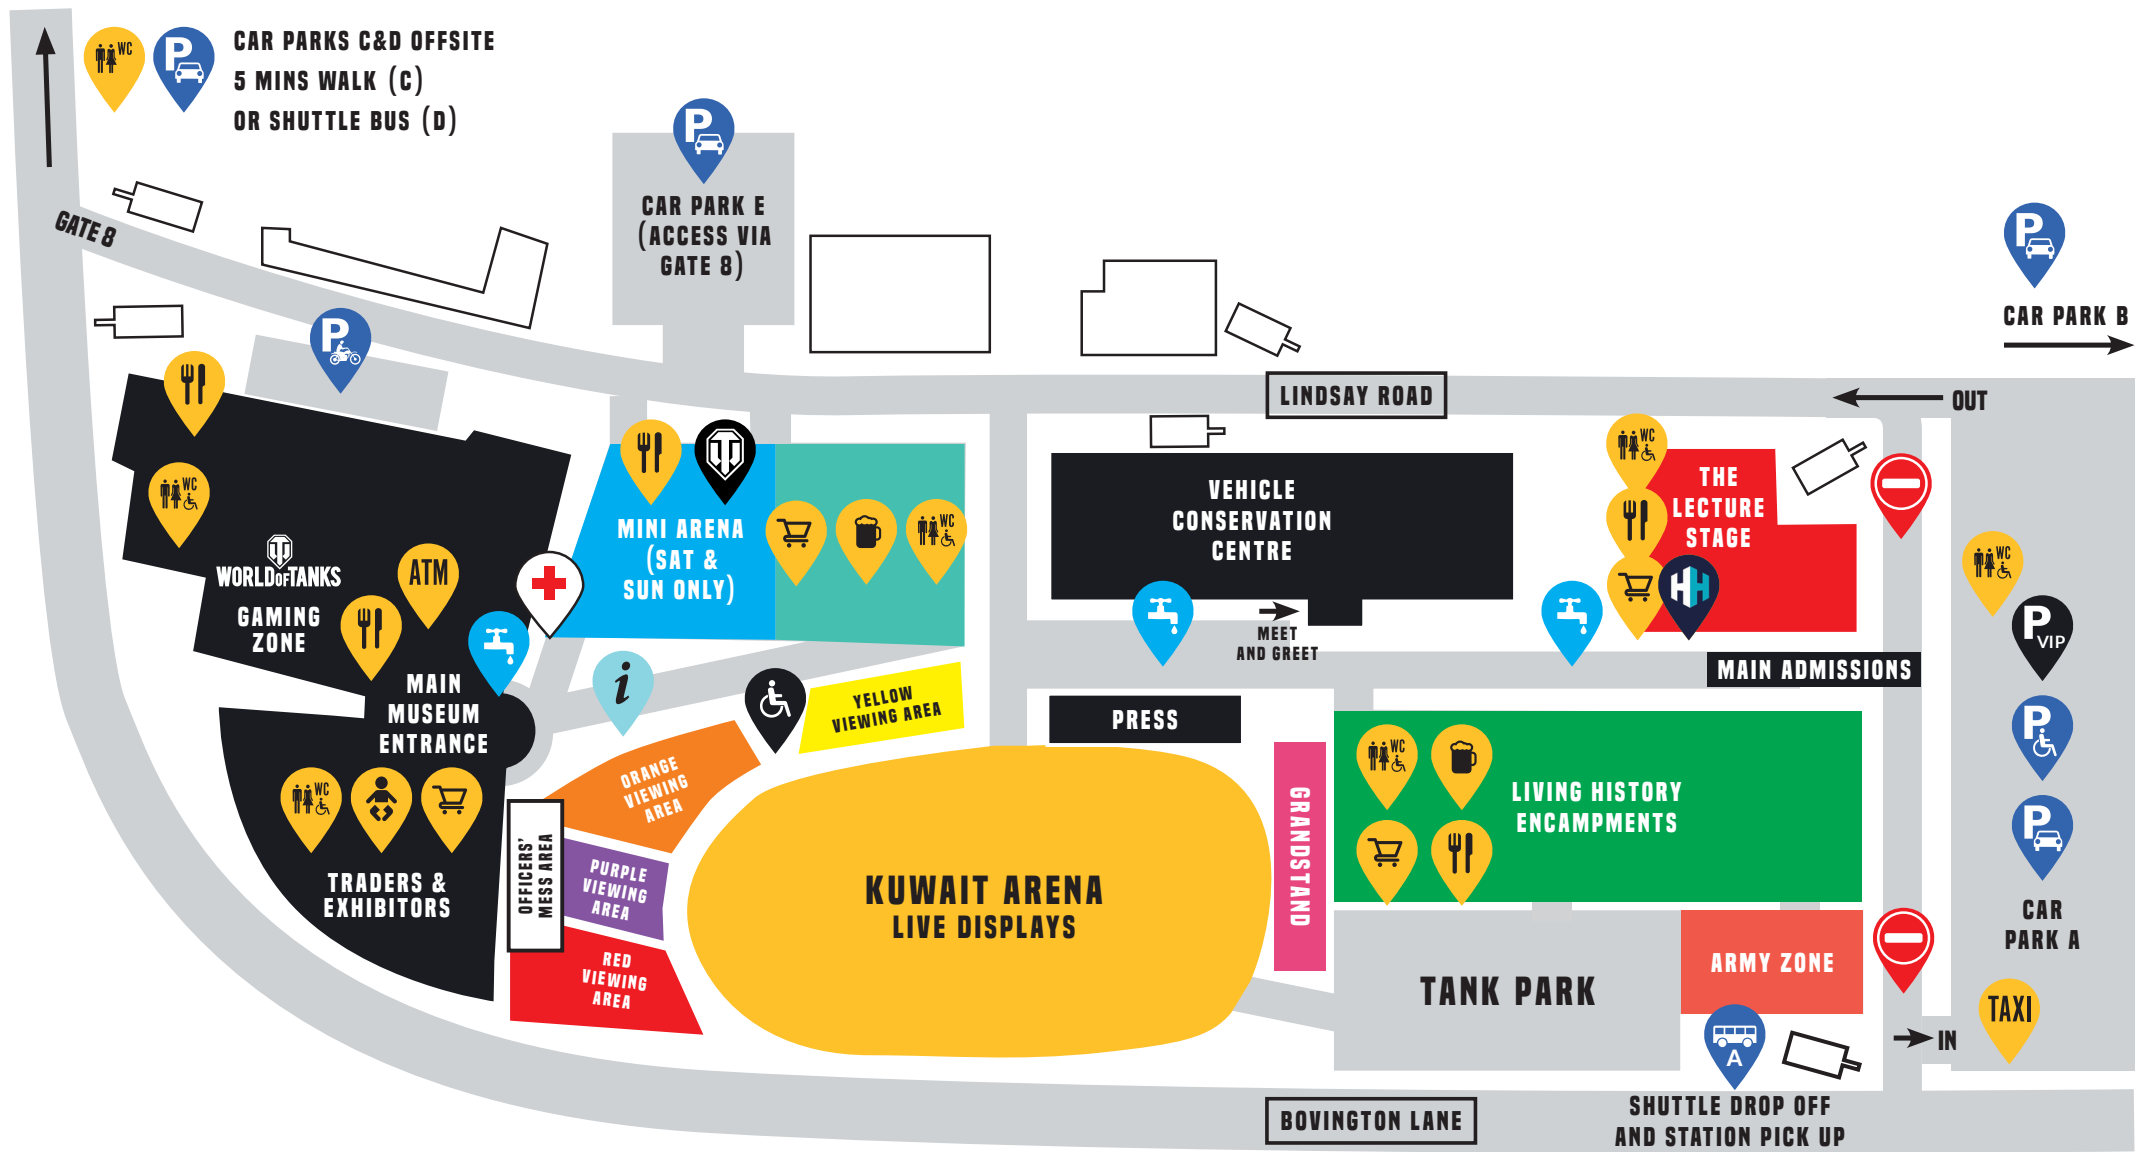 WC
P
CAR PARKS C&D OFFSITE
5 MINS WALK (C)
OR SHUTTLE BUS (D)
P
CAR PARK E
(ACCESS VIA
GATE 8)
GATE 8
P
CAR PARK B
P
LINDSAY ROAD
OUT
WC
WORLD OF TANKS
GAMING
ZONE
ATM
MINI ARENA
(SAT &
SUN ONLY)
WC
VEHICLE
CONSERVATION
CENTRE
MEET
AND GREET
WC
THE
LECTURE
STAGE
HH
MAIN ADMISSIONS
WC
P
VIP
P
P
CAR
PARK A
TAXI
IN
MAIN
MUSEUM
ENTRANCE
i
YELLOW
VIEWING AREA
PRESS
ORANGE
VIEWING
AREA
WC
TRADERS &
EXHIBITORS
OFFICERS'
MESS AREA
PURPLE
VIEWING
AREA
RED
VIEWING
AREA
KUWAIT ARENA
LIVE DISPLAYS
GRANDSTAND
WC
LIVING HISTORY
ENCAMPMENTS
TANK PARK
ARMY ZONE
A
SHUTTLE DROP OFF
AND STATION PICK UP
BOVINGTON LANE